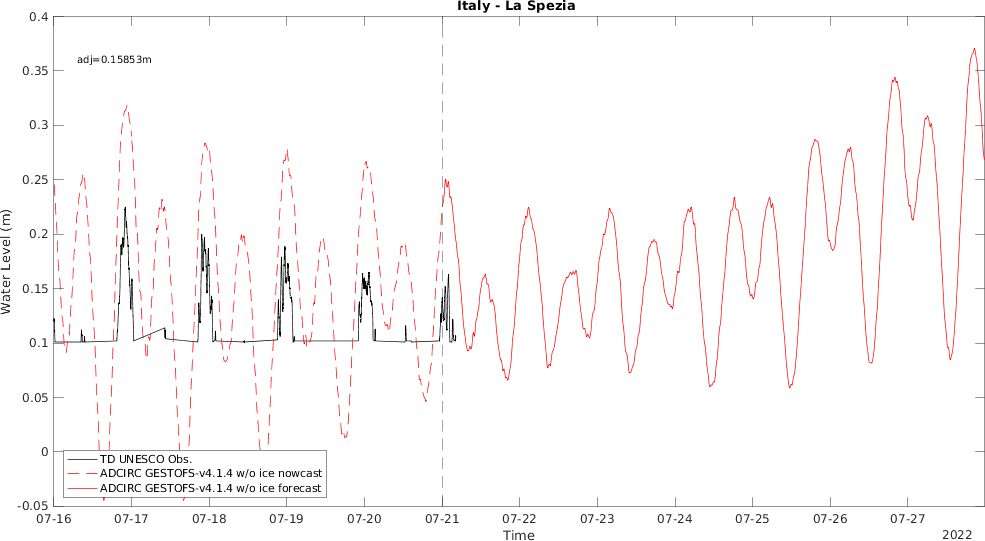 Italy - La Spezia
0.4
0.35
0.3
0.25
0.2
0.15
0.1
0.05
0
-0.05
Water Level (m)
adj=0.15853m
TD UNESCO Obs.
ADCIRC GESTOFS-v4.1.4 w/o ice nowcast
ADCIRC GESTOFS-v4.1.4 w/o ice forecast
07-16 07-17 07-18 07-19 07-20 07-21 07-22 07-23 07-24 07-25 07-26 07-27
Time
2022